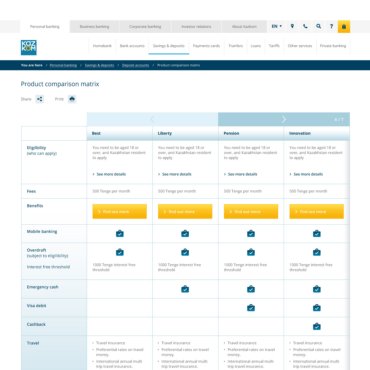 Personal banking
Business banking
Corporate banking
Investor relations
About Kazkom
EN
KAZ
KOM
Homebank
Bank accounts
Savings & deposits
Payments cards
Transfers
Loans
Tariffs
Other services
Private banking
You are here > Personal banking > Savings & deposits > Deposit accounts > Product comparison matrix
Product comparison matrix
Share
Print
4 / 7
Best
Liberty
Pension
Innovation
Eligibility
(who can apply)
You need to be aged 18 or
over, and Kazakhstan resident
to apply
> See more details
You need to be aged 18 or
over, and Kazakhstan resident
to apply
> See more details
You need to be aged 18 or
over, and Kazakhstan resident
to apply
> See more details
You need to be aged 18 or
over, and Kazakhstan resident
to apply
> See more details
Fees
500 Tenge per month
500 Tenge per month
500 Tenge per month
500 Tenge per month
Benefits
> Find out more
> Find out more
> Find out more
> Find out more
Mobile banking
Overdraft
(subject to eligibility)
Interest free threshold
1000 Tenge interest free
threshold
1000 Tenge interest free
threshold
1000 Tenge interest free
threshold
1000 Tenge interest free
threshold
Emergency cash
Visa debit
Cashback
Travel
Travel insurance
Preferential rates on travel
money.
International annual multi
trip travel insurance.
Travel insurance
Preferential rates on travel
money.
International annual multi
trip travel insurance.
Travel insurance
Preferential rates on travel
money.
International annual multi
trip travel insurance.
Travel insurance
Preferential rates on travel
money.
International annual multi
trip travel insurance.